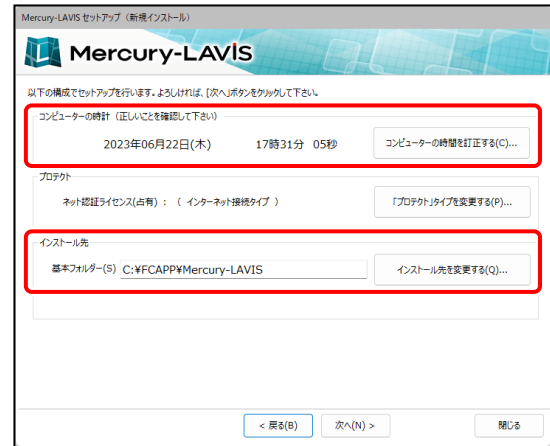 Mercury-LAVIS セットアップ（新規インストール）
Mercury-LAVIS
以下の構成でセットアップを行います。よろしければ、[次へ]ボタンをクリックして下さい。
コンピューターの時計（正しいことを確認して下さい）
2023年06月22日(木) 17時31分 05秒 コンピューターの時間を訂正する(C)...
プロテクト
ネット認証ライセンス(占有) : （ インターネット接続タイプ ） 「プロテクト」タイプを変更する(P)...
インストール先
基本フォルダー(S) C:¥FCAPP¥Mercury-LAVIS インストール先を変更する(Q)...
< 戻る(B) 次へ(N) > 閉じる